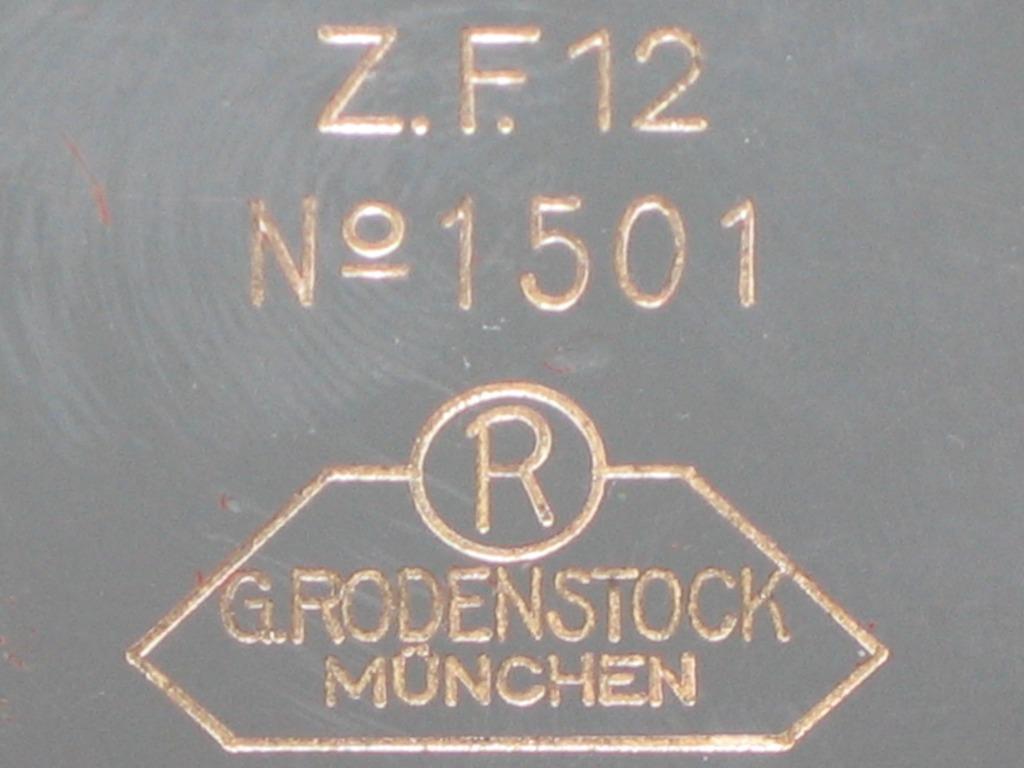 Z.F.12
Nº1501
R
G.RODENSTOCK
MÜNCHEN